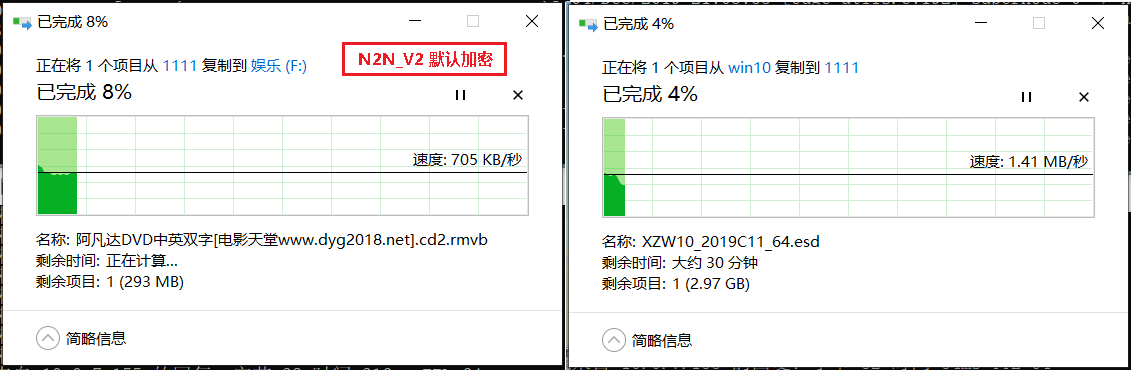 已完成 8%
正在将 1 个项目从 1111 复制到 娱乐 (F:)
N2N_V2 默认加密
已完成 8%
速度: 705 KB/秒
名称: 阿凡达DVD中英双字[电影天堂www.dyg2018.net].cd2.rmvb
剩余时间: 正在计算...
剩余项目: 1 (293 MB)
简略信息
已完成 4%
正在将 1 个项目从 win10 复制到 1111
已完成 4%
速度: 1.41 MB/秒
名称: XZW10_2019C11_64.esd
剩余时间: 大约 30 分钟
剩余项目: 1 (2.97 GB)
简略信息